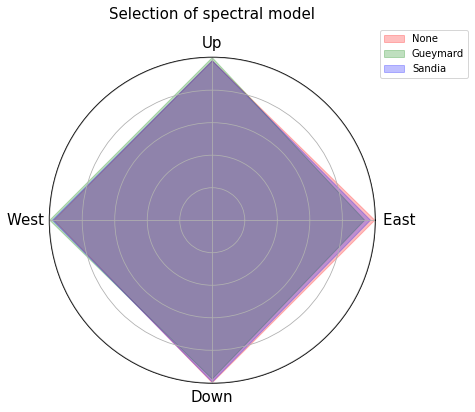 Selection of spectral model
None
Gueymard
Sandia
Up
West
East
Down